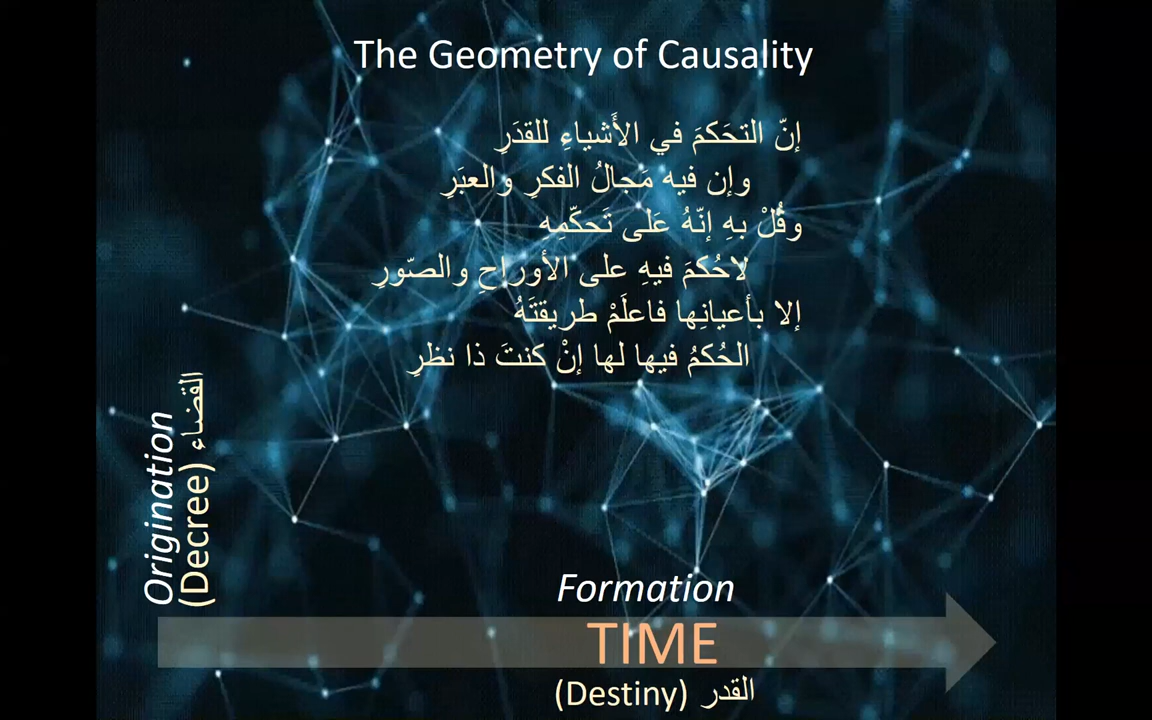 The Geometry of Causality
إنّ التحَكمَ في الأَشياءِ للقدَرِ
وإن فيه مَجالُ الفكرِ والعبَرِ
وقُلْ بهِ إنّهُ عَلى تَحكّمِهِ
لاحُكمَ فيهِ على الأوراحِ والصّورِ
إلا بأعيانِها فاعلَمْ طريقتَهُ
الحُكمُ فيها لها إنْ كنتَ ذا نظرٍ
Origination
(Decree) القضاء
Formation
TIME
(Destiny) القدر